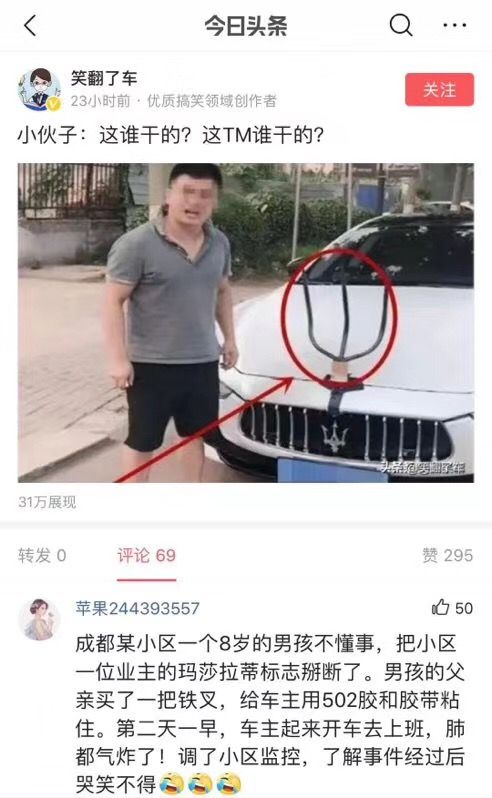 今日头条
笑翻了车
23小时前 · 优质搞笑领域创作者
关注
小伙子：这谁干的？这TM谁干的？
头条@笑翻了车
31万展现
转发 0
评论 69
赞 295
苹果244393557
50
成都某小区一个8岁的男孩不懂事，把小区
一位业主的玛莎拉蒂标志掰断了。男孩的父
亲买了一把铁叉，给车主用502胶和胶带粘
住。第二天一早，车主起来开车去上班，肺
都气炸了！调了小区监控，了解事件经过后
哭笑不得🤣🤣🤣